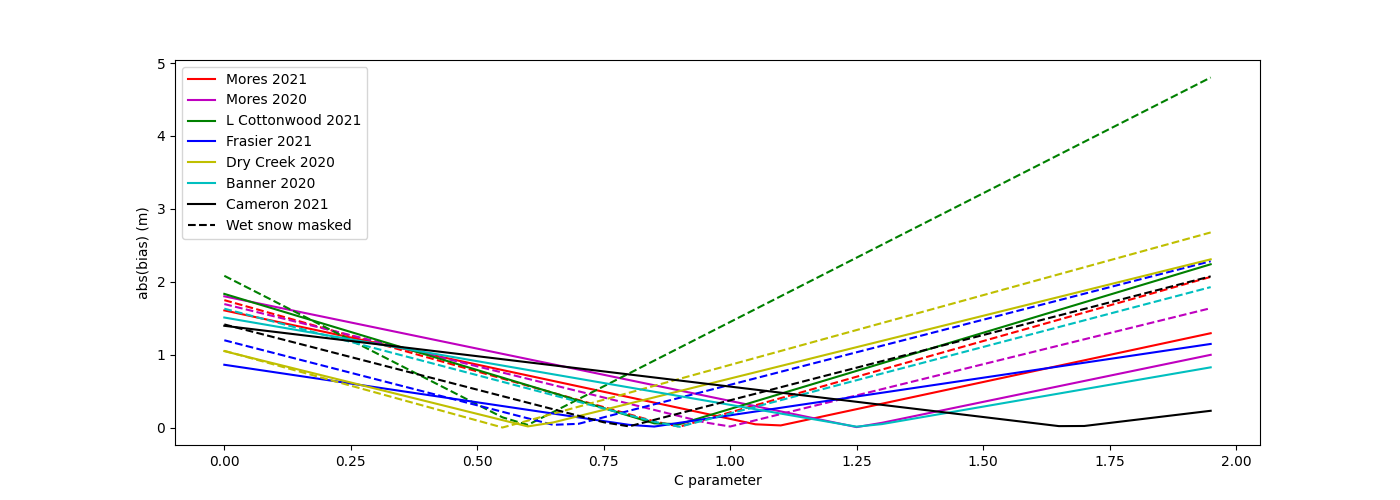 abs(bias) (m)
5
4
3
2
1
0
Mores 2021
Mores 2020
L Cottonwood 2021
Frasier 2021
Dry Creek 2020
Banner 2020
Cameron 2021
Wet snow masked
0.00 0.25 0.50 0.75 1.00 1.25 1.50 1.75 2.00
C parameter